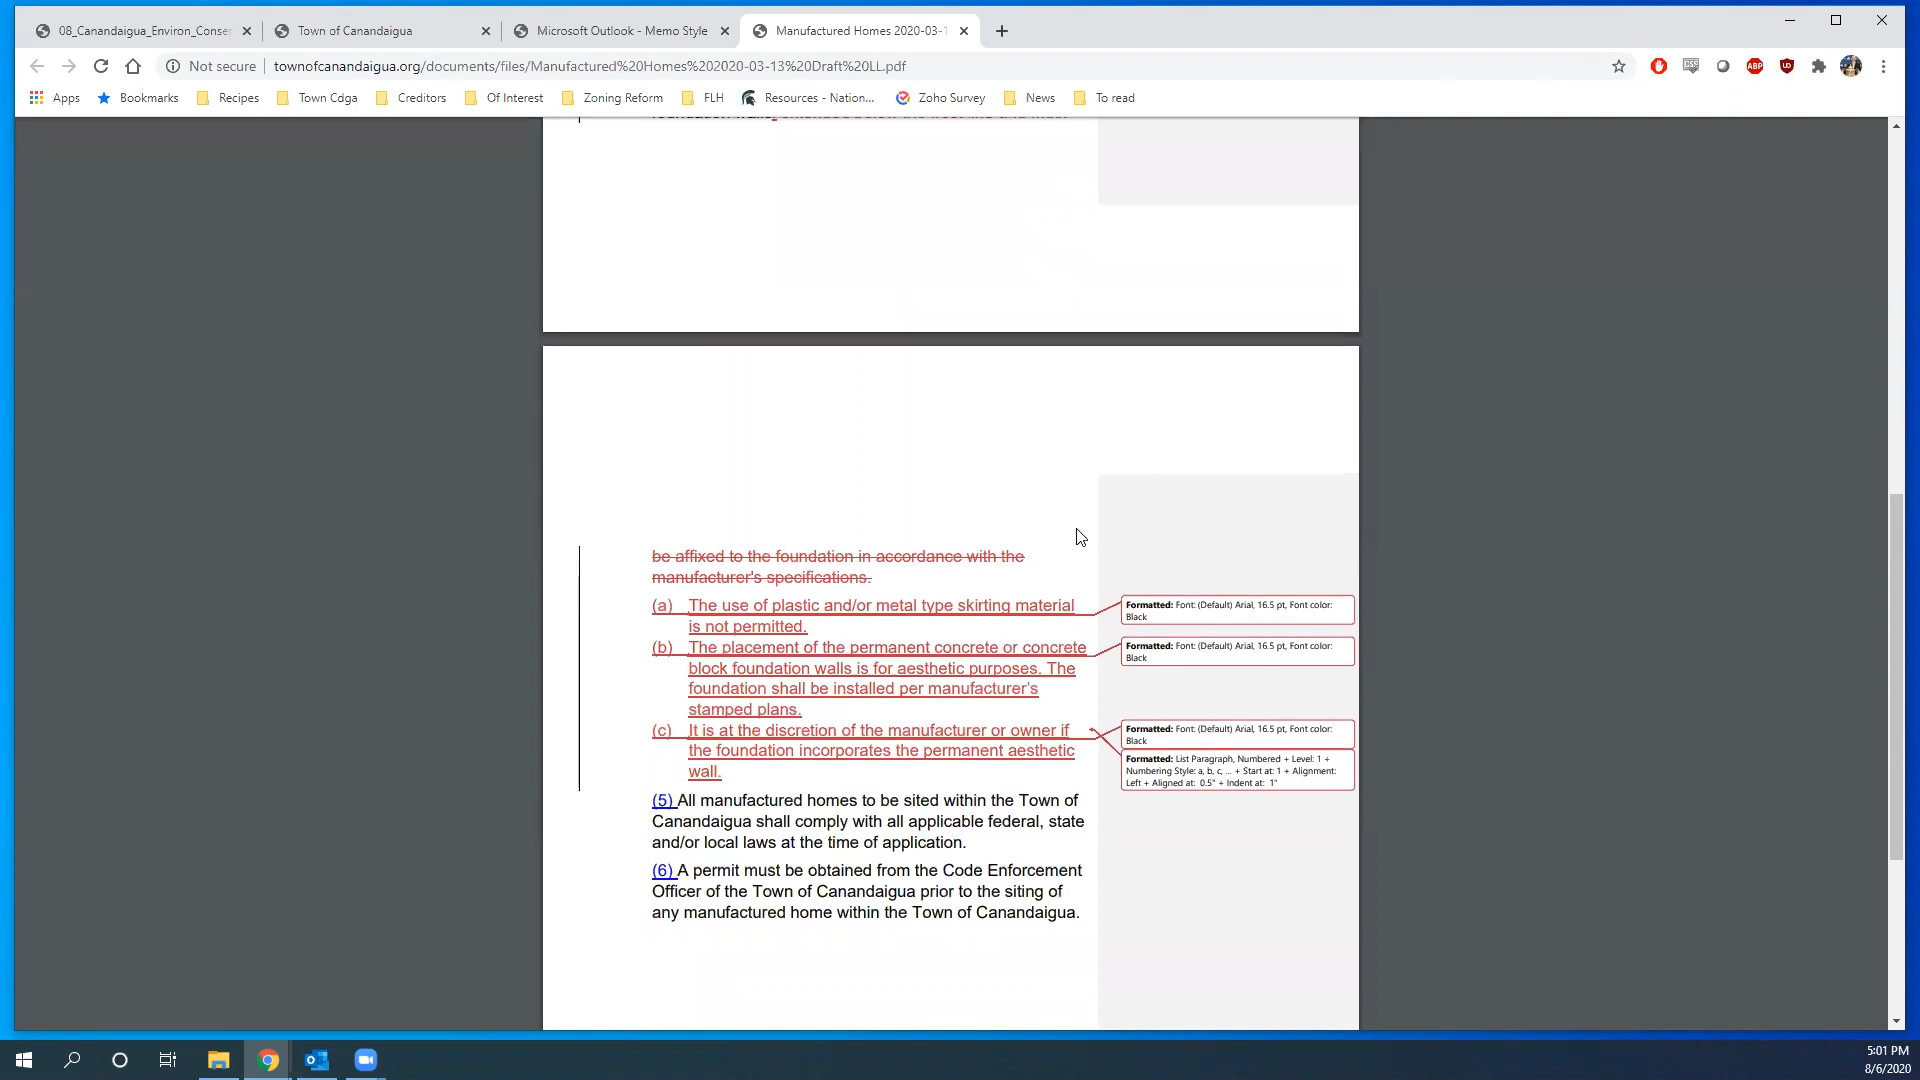 08_Canandaigua_Environ_Conse
Town of Canandaigua
Microsoft Outlook - Memo Style
Manufactured Homes 2020-03-1
Not secure
townofcanandaigua.org/documents/files/Manufactured%20Homes%202020-03-13%20Draft%20LL.pdf
Apps
Bookmarks
Recipes
Town Cdga
Creditors
Of Interest
Zoning Reform
FLH
Resources - Nation...
Zoho Survey
News
To read
be affixed to the foundation in accordance with the
manufacturer's specifications.
(a) The use of plastic and/or metal type skirting material
is not permitted.
(b) The placement of the permanent concrete or concrete
block foundation walls is for aesthetic purposes. The
foundation shall be installed per manufacturer's
stamped plans.
(c) It is at the discretion of the manufacturer or owner if
the foundation incorporates the permanent aesthetic
wall.
(5) All manufactured homes to be sited within the Town of
Canandaigua shall comply with all applicable federal, state
and/or local laws at the time of application.
(6) A permit must be obtained from the Code Enforcement
Officer of the Town of Canandaigua prior to the siting of
any manufactured home within the Town of Canandaigua.
Formatted: Font: (Default) Arial, 16.5 pt, Font color:
Black
Formatted: Font: (Default) Arial, 16.5 pt, Font color:
Black
Formatted: Font: (Default) Arial, 16.5 pt, Font color:
Black
Formatted: List Paragraph, Numbered + Level: 1 +
Numbering Style: a, b, c, ... + Start at: 1 + Alignment:
Left + Aligned at: 0.5" + Indent at: 1"
5:01 PM
8/6/2020